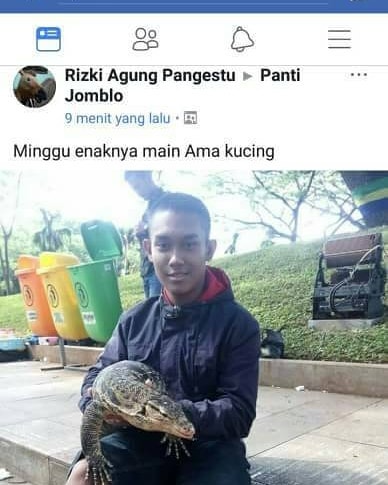 Rizki Agung Pangestu ▸ Panti
Jomblo
9 menit yang lalu ·
Minggu enaknya main Ama kucing